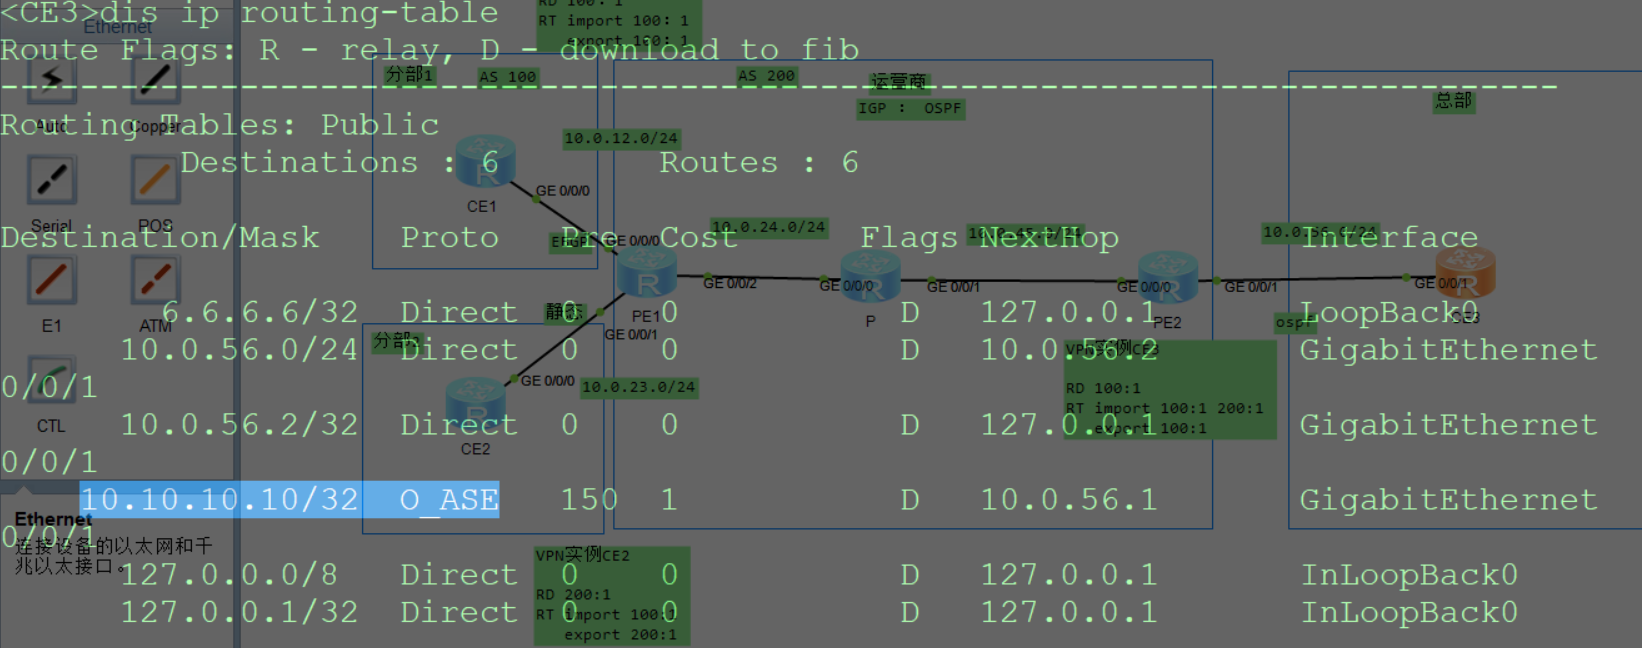 <CE3>dis ip routing-table
Route Flags: R - relay, D - download to fib
------------------------------------------------------------------------------
Routing Tables: Public
Destinations : 6 Routes : 6
Destination/Mask Proto Pre Cost Flags NextHop Interface
6.6.6.6/32 Direct 0 0 D 127.0.0.1 LoopBack0
10.0.56.0/24 Direct 0 0 D 10.0.56.2 GigabitEthernet
0/0/1
10.0.56.2/32 Direct 0 0 D 127.0.0.1 GigabitEthernet
0/0/1
10.10.10.10/32 O_ASE 150 1 D 10.0.56.1 GigabitEthernet
0/0/1
127.0.0.0/8 Direct 0 0 D 127.0.0.1 InLoopBack0
127.0.0.1/32 Direct 0 0 D 127.0.0.1 InLoopBack0
Ethernet
Auto Copper
Serial POS
E1 ATM
CTL
Ethernet
连接设备的以太网和千
兆以太接口。
RD 100: 1
RT import 100: 1
export 100: 1
分部1 AS 100
AS 200 运营商
IGP : OSPF
总部
10.0.12.0/24
CE1
GE 0/0/0
EBGP
GE 0/0/0
10.0.24.0/24
PE1
GE 0/0/2
GE 0/0/1
静态
GE 0/0/0
P
GE 0/0/1
GE 0/0/0
PE2
GE 0/0/1
GE 0/0/1
CE3
ospf
分部2
GE 0/0/0
10.0.23.0/24
CE2
VPN实例CE3
RD 100:1
RT import 100:1 200:1
export 100:1
VPN实例CE2
RD 200:1
RT import 100:1
export 200:1